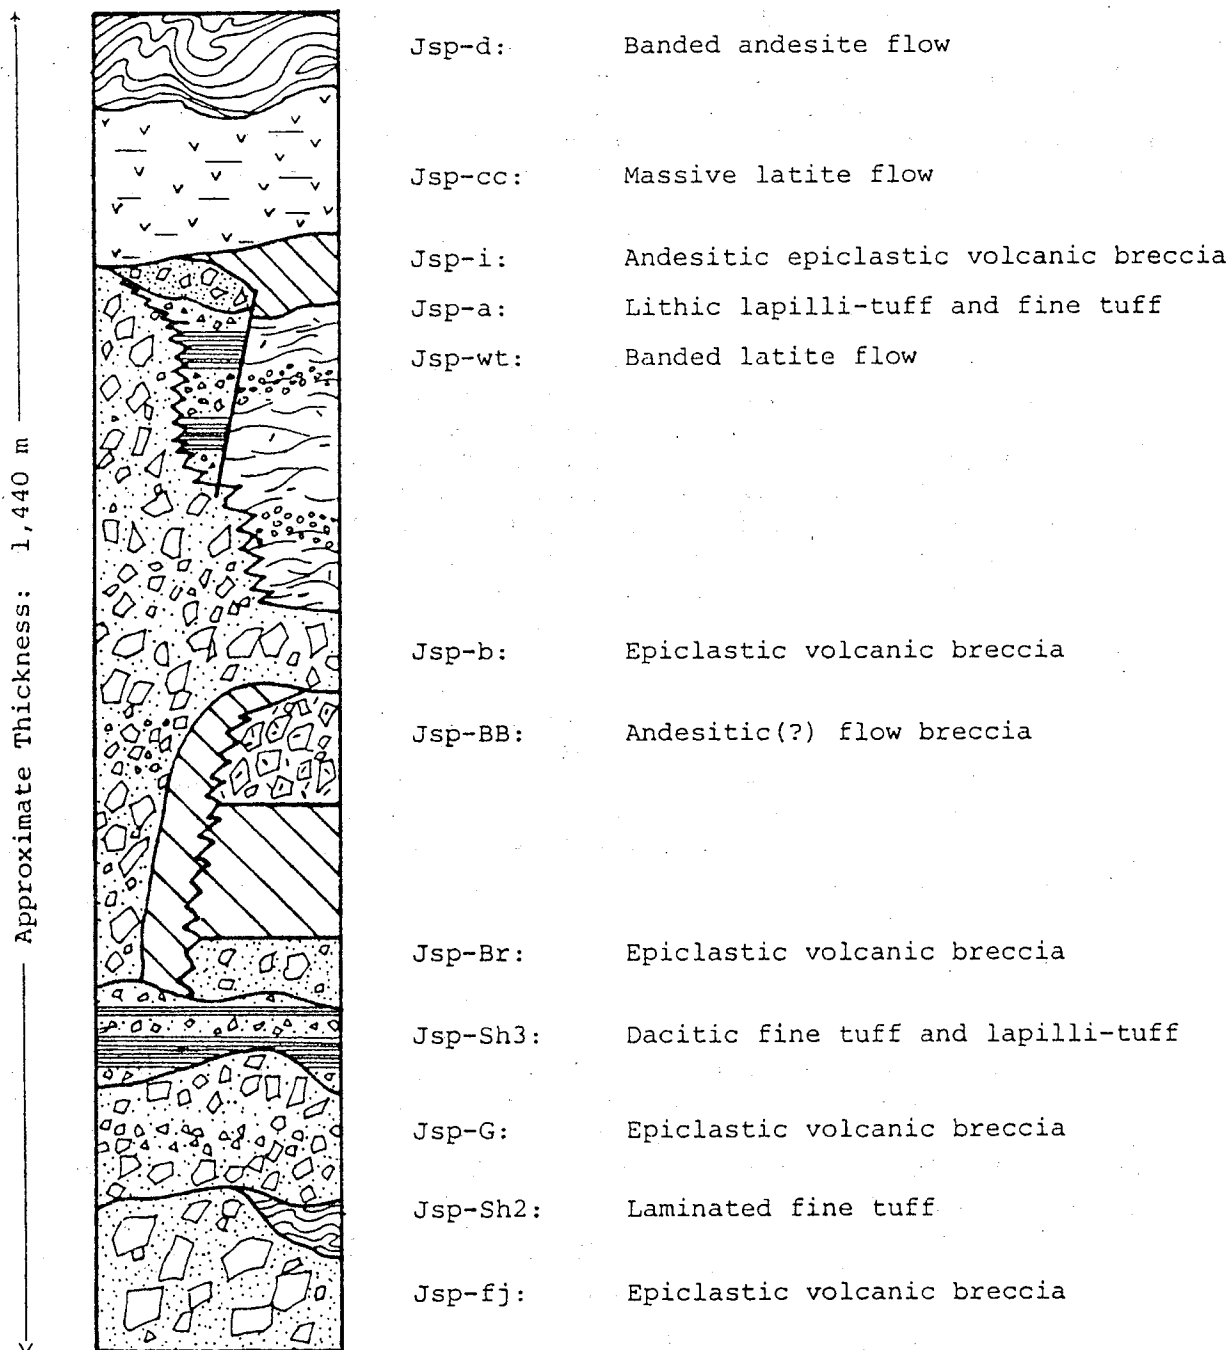 Approximate Thickness: 1,440 m
Jsp-d: Banded andesite flow
Jsp-cc: Massive latite flow
Jsp-i: Andesitic epiclastic volcanic breccia
Jsp-a: Lithic lapilli-tuff and fine tuff
Jsp-wt: Banded latite flow
Jsp-b: Epiclastic volcanic breccia
Jsp-BB: Andesitic(?) flow breccia
Jsp-Br: Epiclastic volcanic breccia
Jsp-Sh3: Dacitic fine tuff and lapilli-tuff
Jsp-G: Epiclastic volcanic breccia
Jsp-Sh2: Laminated fine tuff
Jsp-fj: Epiclastic volcanic breccia